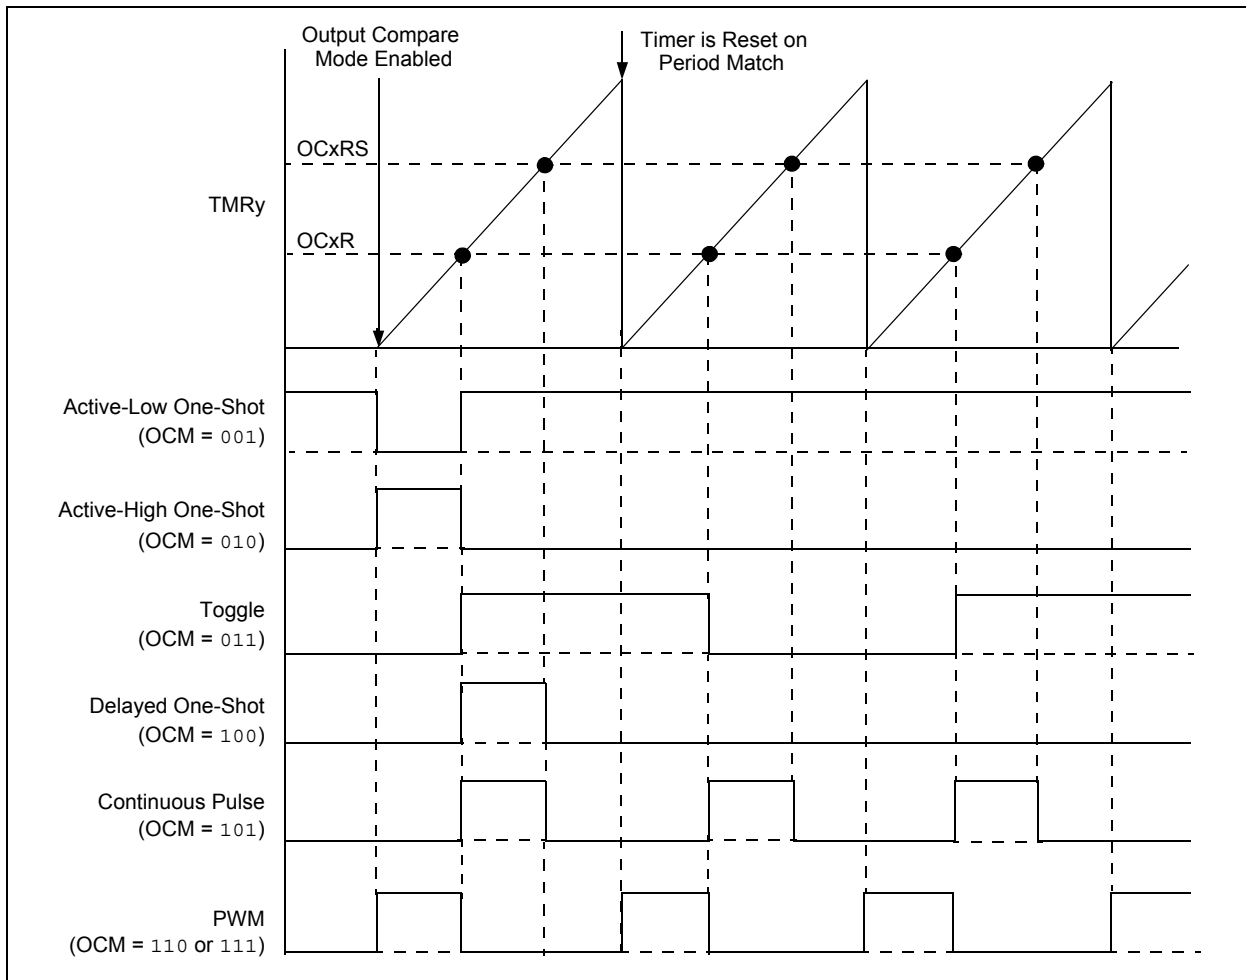 Output Compare
Mode Enabled
Timer is Reset on
Period Match
OCxRS
TMRy
OCxR
Active-Low One-Shot
(OCM = 001)
Active-High One-Shot
(OCM = 010)
Toggle
(OCM = 011)
Delayed One-Shot
(OCM = 100)
Continuous Pulse
(OCM = 101)
PWM
(OCM = 110 or 111)